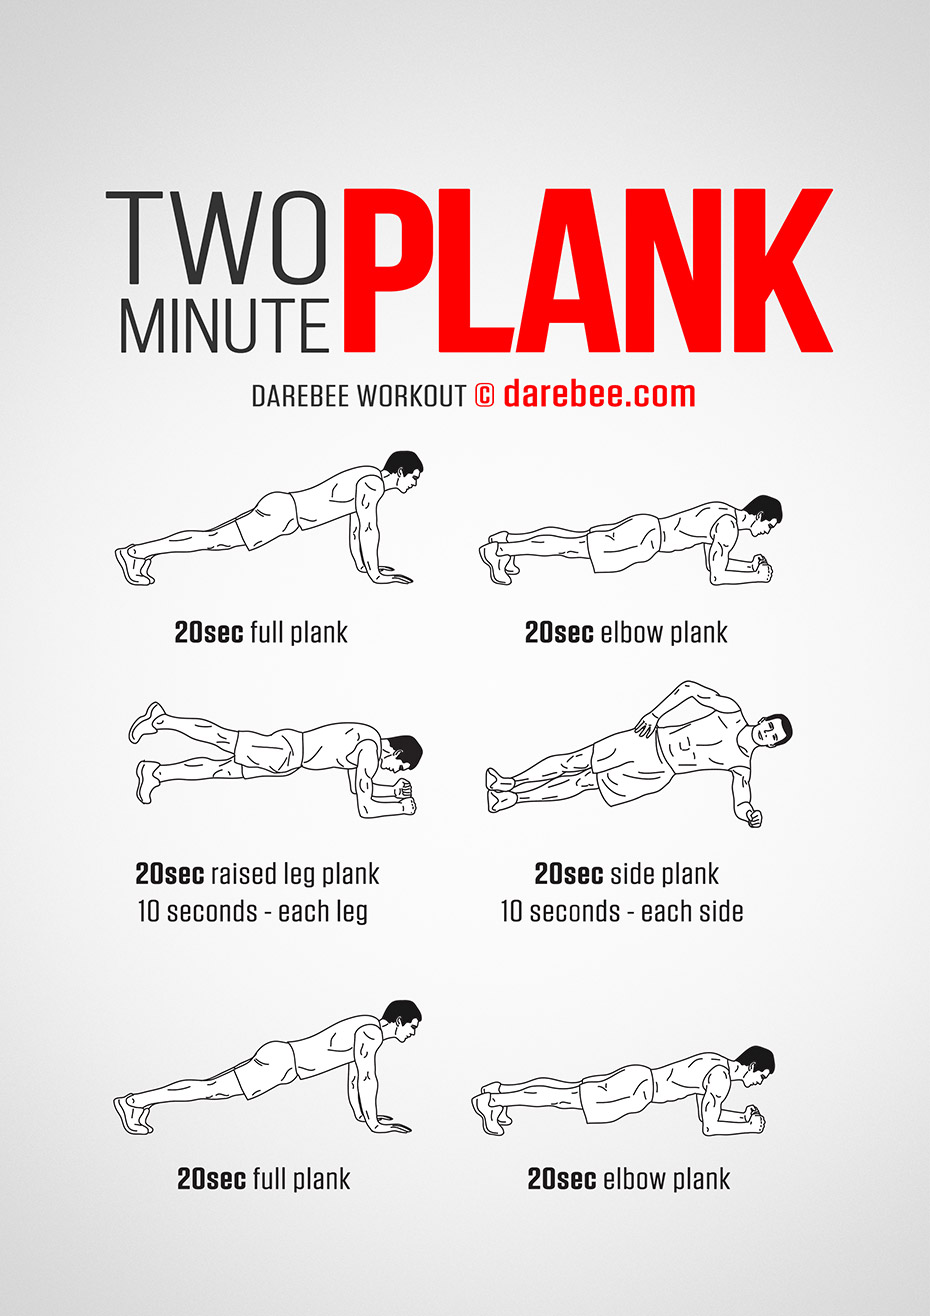 TWO
MINUTE
PLANK
DAREBEE WORKOUT © darebee.com
20sec full plank
20sec elbow plank
20sec raised leg plank
10 seconds - each leg
20sec side plank
10 seconds - each side
20sec full plank
20sec elbow plank